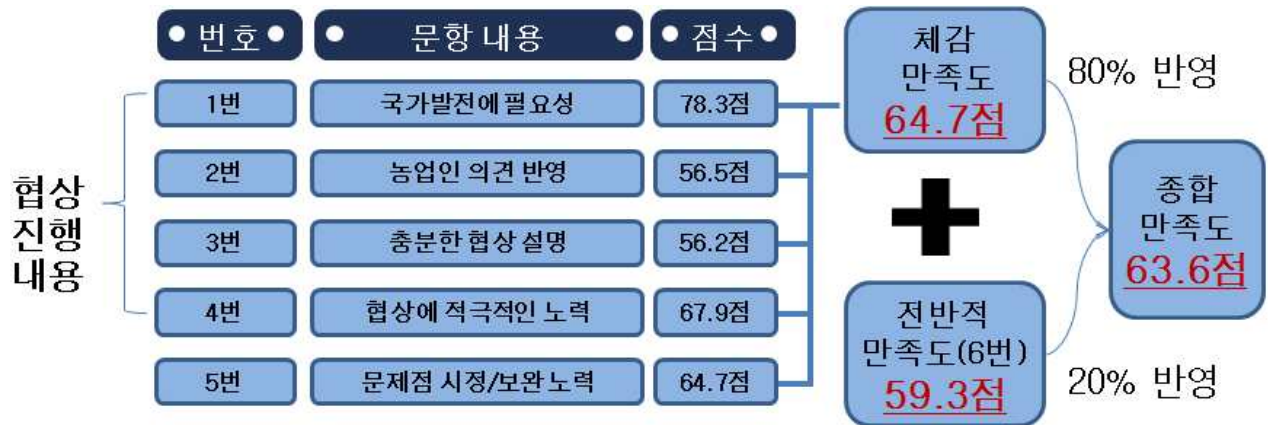 번호 문항 내용 점수
1번 국가발전에 필요성 78.3점
2번 농업인 의견 반영 56.5점
3번 충분한 협상 설명 56.2점
4번 협상에 적극적인 노력 67.9점
5번 문제점 시정/보완 노력 64.7점
협상
진행
내용
체감
만족도
64.7점
80% 반영
전반적
만족도(6번)
59.3점
20% 반영
종합
만족도
63.6점